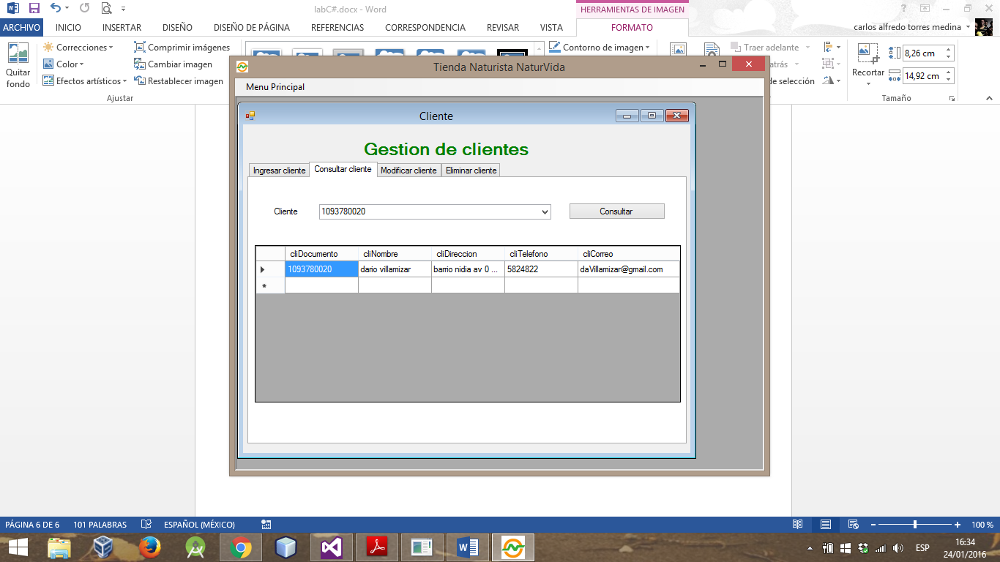 labC#.docx - Word
HERRAMIENTAS DE IMAGEN
?
ARCHIVO INICIO INSERTAR DISEÑO DISEÑO DE PÁGINA REFERENCIAS CORRESPONDENCIA REVISAR VISTA FORMATO
carlos alfredo torres medina
Quitar fondo
Correcciones
Color
Efectos artísticos
Comprimir imágenes
Cambiar imagen
Restablecer imagen
Ajustar
Contorno de imagen
Traer adelante
atrás
de selección
Recortar
8,26 cm
14,92 cm
Tamaño
Tienda Naturista NaturVida
Menu Principal
Cliente
Gestion de clientes
Ingresar cliente Consultar cliente Modificar cliente Eliminar cliente
Cliente 1093780020 Consultar
cliDocumento cliNombre cliDireccion cliTelefono cliCorreo
1093780020 dario villamizar barrio nidia av 0 ... 5824822 daVillamizar@gmail.com
*
PÁGINA 6 DE 6 101 PALABRAS ESPAÑOL (MÉXICO) 100 %
ESP
16:34
24/01/2016